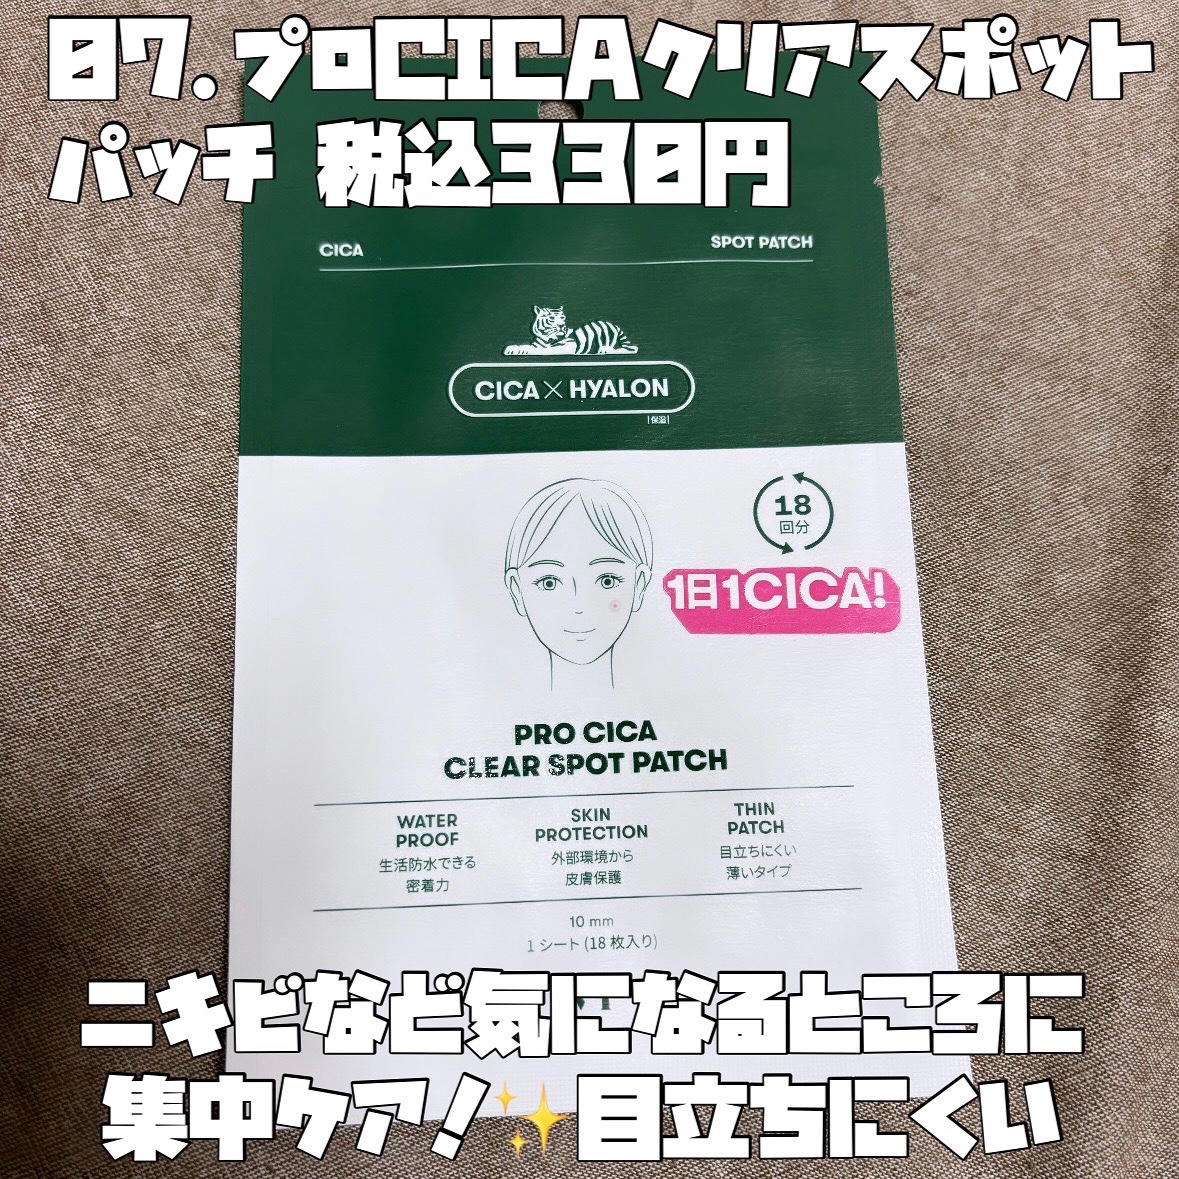 07.プロCICAクリアスポット
パッチ 税込330円
CICA
SPOT PATCH
CICA×HYALON
[保湿]
18
回分
1日1CICA!
PRO CICA
CLEAR SPOT PATCH
WATER
PROOF
生活防水できる
密着力
SKIN
PROTECTION
外部環境から
皮膚保護
THIN
PATCH
目立ちにくい
薄いタイプ
10 mm
1 シート (18 枚入り)
ニキビなど気になるところに
集中ケア!✨目立ちにくい